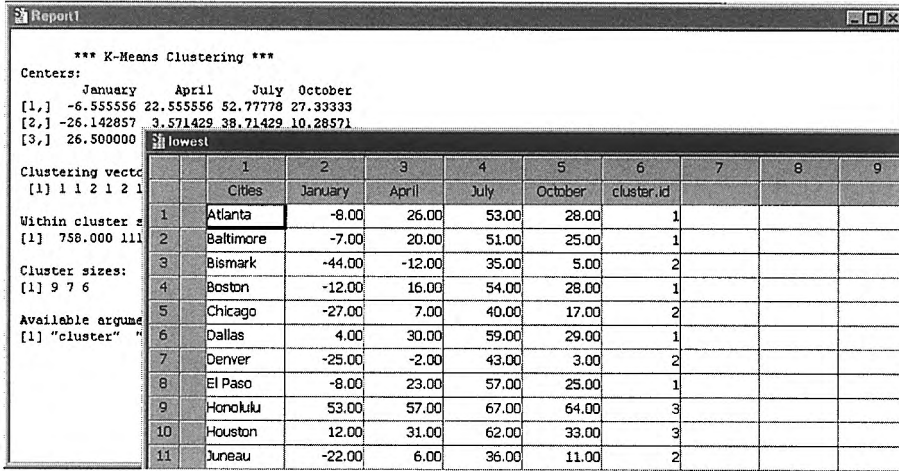 Report1
*** K-Means Clustering ***
Centers:
January April July October
[1,] -6.555556 22.555556 52.77778 27.33333
[2,] -26.142857 3.571429 38.71429 10.28571
[3,] 26.500000
Clustering vecto
[1] 1 1 2 1 2 1
Within cluster s
[1] 758.000 111
Cluster sizes:
[1] 9 7 6
Available argume
[1] "cluster" "
lowest
1 2 3 4 5 6 7 8 9
Cities January April July October cluster.id
1 Atlanta -8.00 26.00 53.00 28.00 1
2 Baltimore -7.00 20.00 51.00 25.00 1
3 Bismark -44.00 -12.00 35.00 5.00 2
4 Boston -12.00 16.00 54.00 28.00 1
5 Chicago -27.00 7.00 40.00 17.00 2
6 Dallas 4.00 30.00 59.00 29.00 1
7 Denver -25.00 -2.00 43.00 3.00 2
8 El Paso -8.00 23.00 57.00 25.00 1
9 Honolulu 53.00 57.00 67.00 64.00 3
10 Houston 12.00 31.00 62.00 33.00 3
11 Juneau -22.00 6.00 36.00 11.00 2